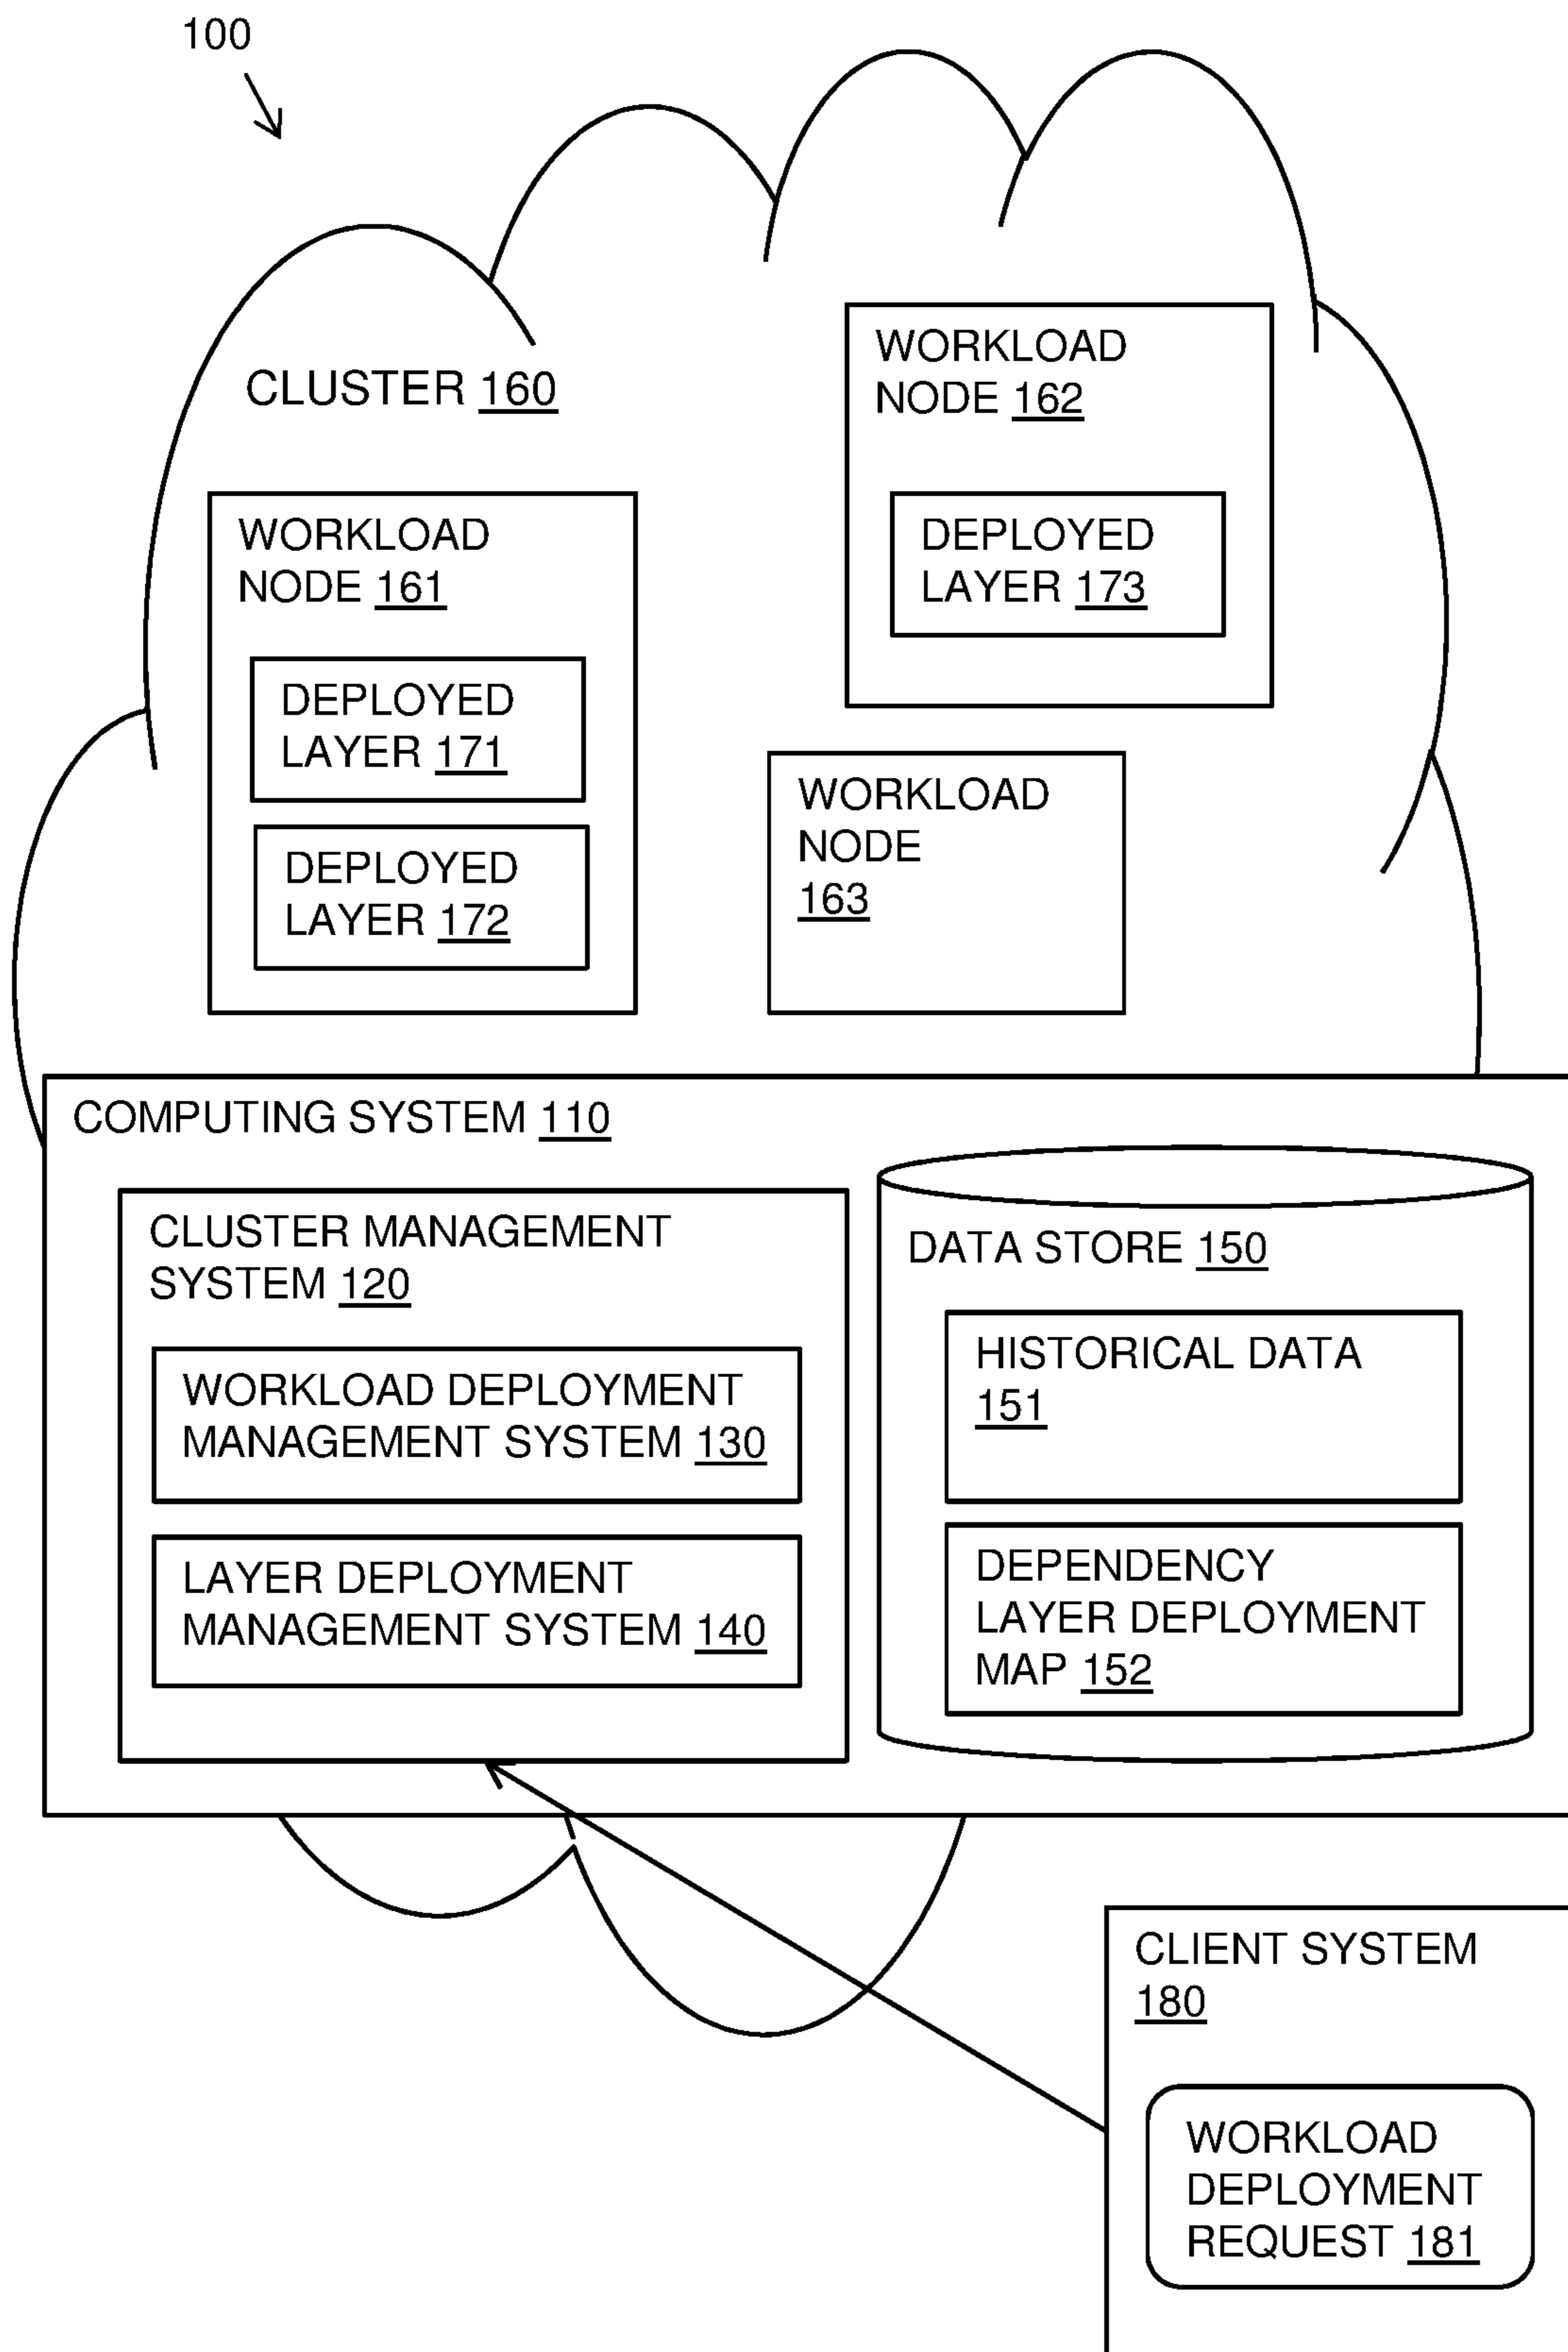 100
CLUSTER 160
WORKLOAD
NODE 161
DEPLOYED
LAYER 171
DEPLOYED
LAYER 172
WORKLOAD
NODE 162
DEPLOYED
LAYER 173
WORKLOAD
NODE
163
COMPUTING SYSTEM 110
CLUSTER MANAGEMENT
SYSTEM 120
WORKLOAD DEPLOYMENT
MANAGEMENT SYSTEM 130
LAYER DEPLOYMENT
MANAGEMENT SYSTEM 140
DATA STORE 150
HISTORICAL DATA
151
DEPENDENCY
LAYER DEPLOYMENT
MAP 152
CLIENT SYSTEM
180
WORKLOAD
DEPLOYMENT
REQUEST 181